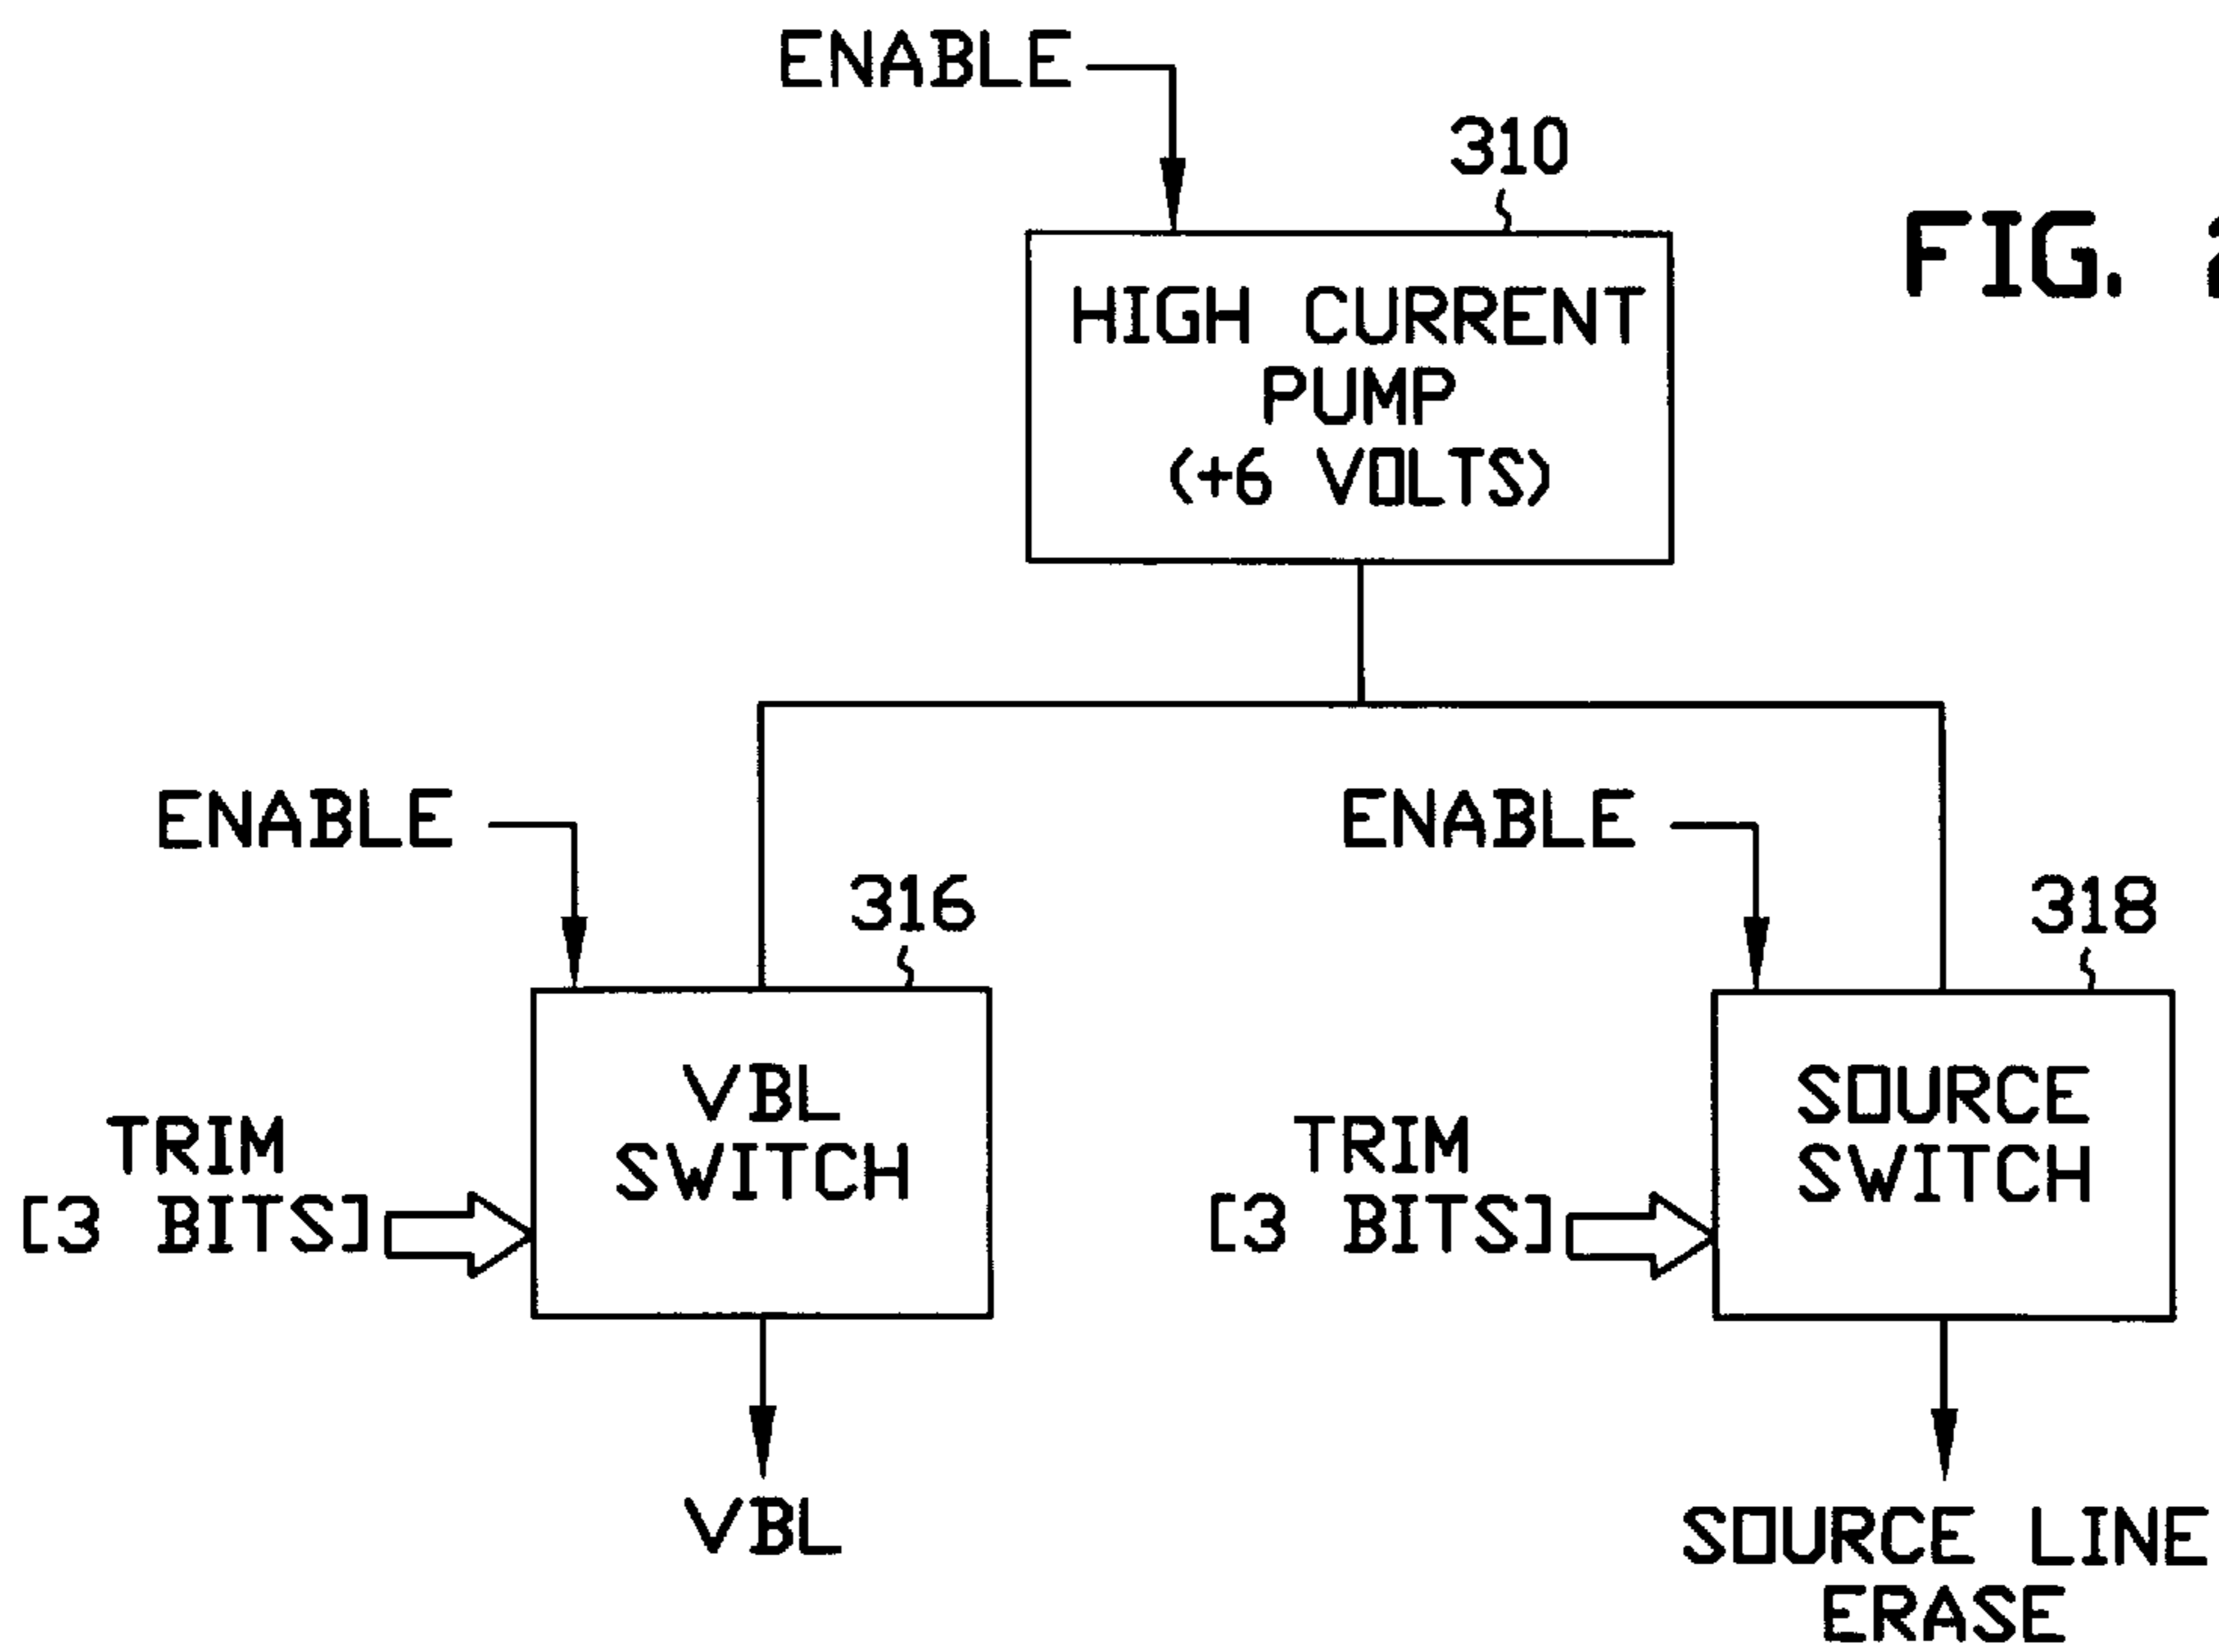 ENABLE
310
FIG.
HIGH CURRENT
PUMP
(+6 VOLTS)
ENABLE
316
ENABLE
318
VBL
SWITCH
TRIM
[3 BITS]
SOURCE
SWITCH
TRIM
[3 BITS]
VBL
SOURCE LINE
ERASE